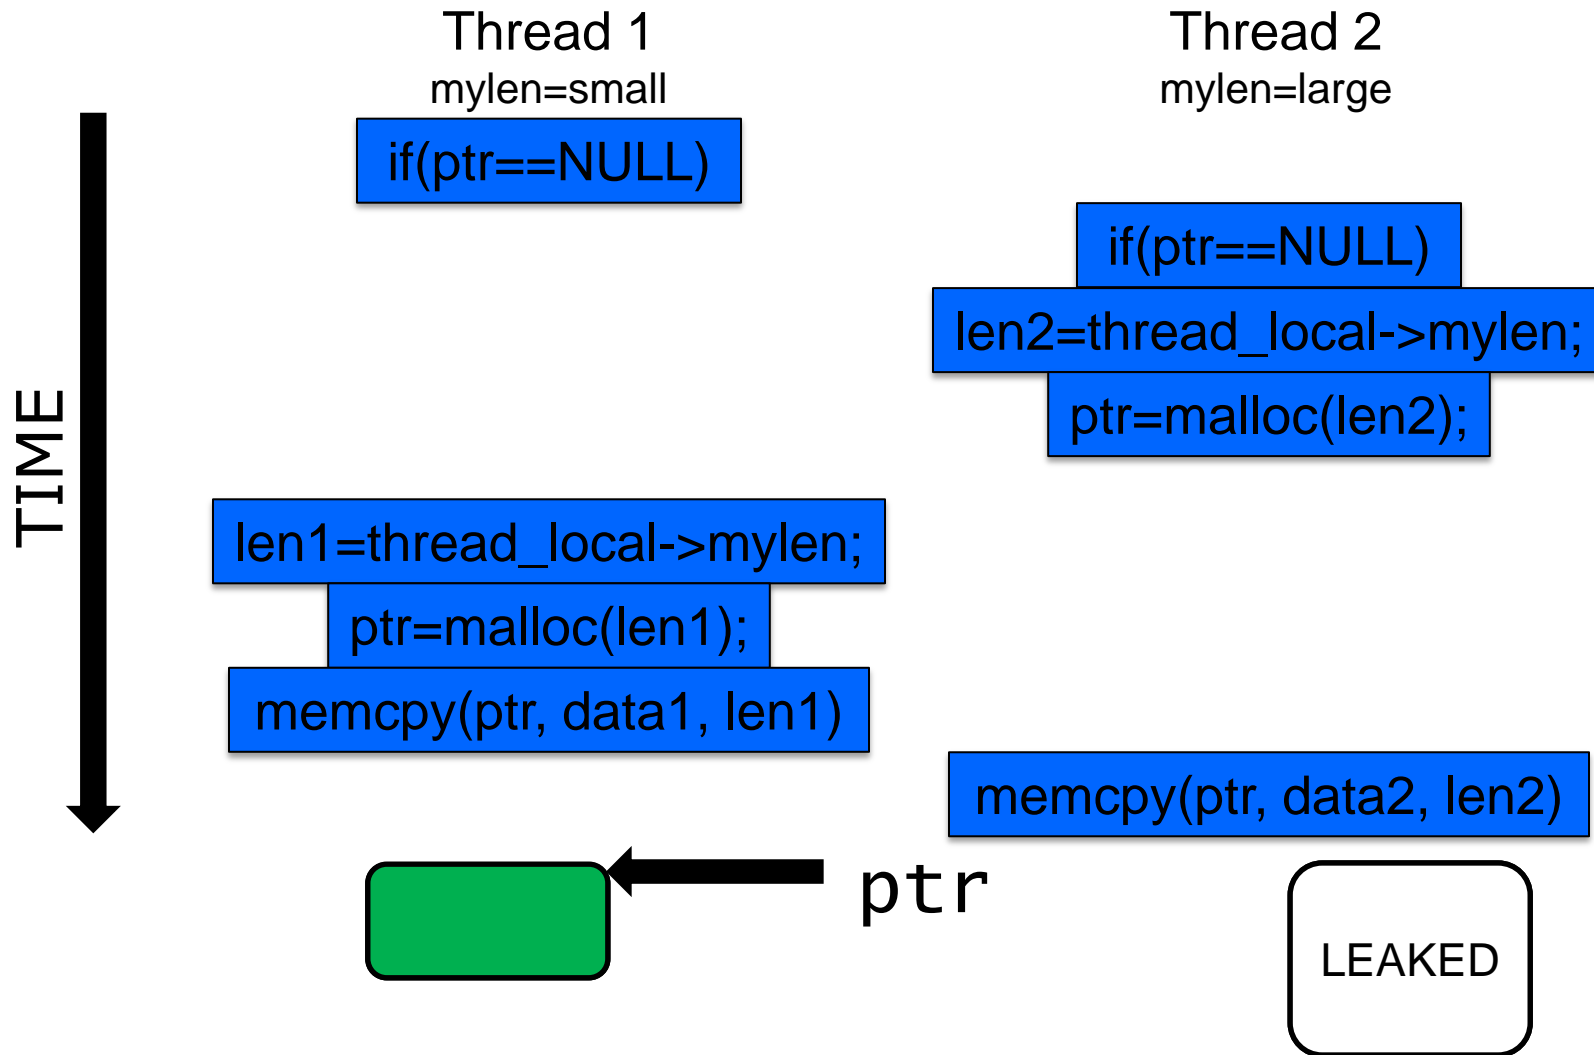 Thread 1
mylen=small
Thread 2
mylen=large
TIME
if(ptr==NULL)
if(ptr==NULL)
len2=thread_local->mylen;
ptr=malloc(len2);
len1=thread_local->mylen;
ptr=malloc(len1);
memcpy(ptr, data1, len1)
memcpy(ptr, data2, len2)
ptr
LEAKED